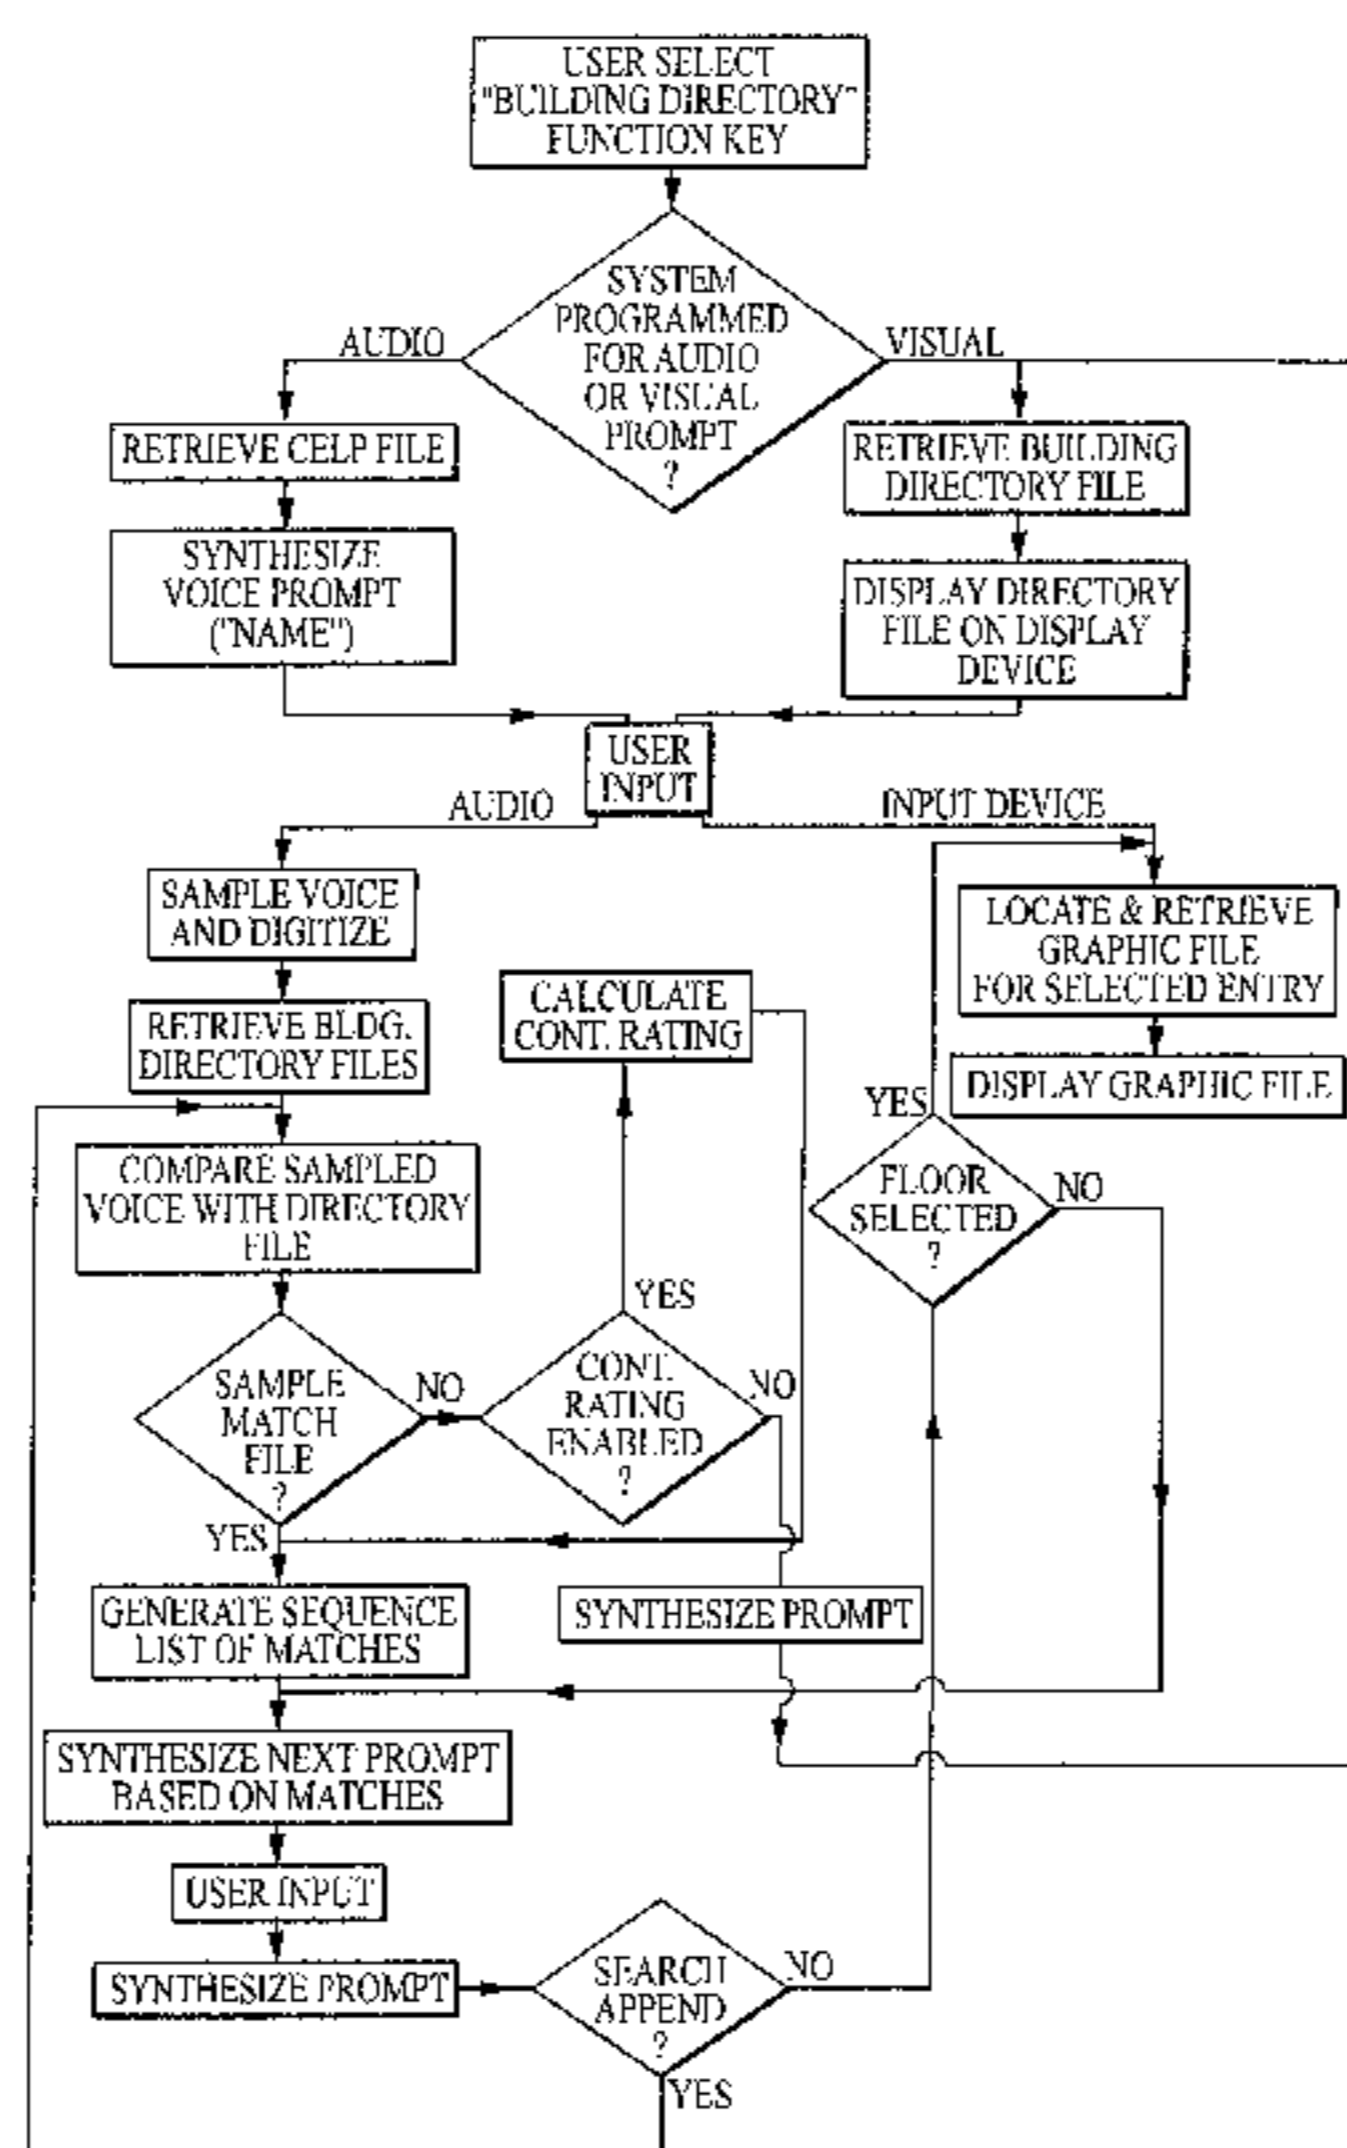 USER SELECT
"BUILDING DIRECTORY"
FUNCTION KEY
SYSTEM
PROGRAMMED
FOR AUDIO
OR VISUAL
PROMPT
?
AUDIO
VISUAL
RETRIEVE CELP FILE
RETRIEVE BUILDING
DIRECTORY FILE
SYNTHESIZE
VOICE PROMPT
("NAME")
DISPLAY DIRECTORY
FILE ON DISPLAY
DEVICE
USER
INPUT
AUDIO
INPUT DEVICE
SAMPLE VOICE
AND DIGITIZE
LOCATE & RETRIEVE
GRAPHIC FILE
FOR SELECTED ENTRY
RETRIEVE BLDG.
DIRECTORY FILES
CALCULATE
CONT. RATING
DISPLAY GRAPHIC FILE
YES
COMPARE SAMPLED
VOICE WITH DIRECTORY
FILE
FLOOR
SELECTED
?
NO
YES
SAMPLE
MATCH
FILE
?
NO
CONT.
RATING
ENABLED
?
NO
YES
GENERATE SEQUENCE
LIST OF MATCHES
SYNTHESIZE PROMPT
SYNTHESIZE NEXT PROMPT
BASED ON MATCHES
USER INPUT
SYNTHESIZE PROMPT
SEARCH
APPEND
?
NO
YES